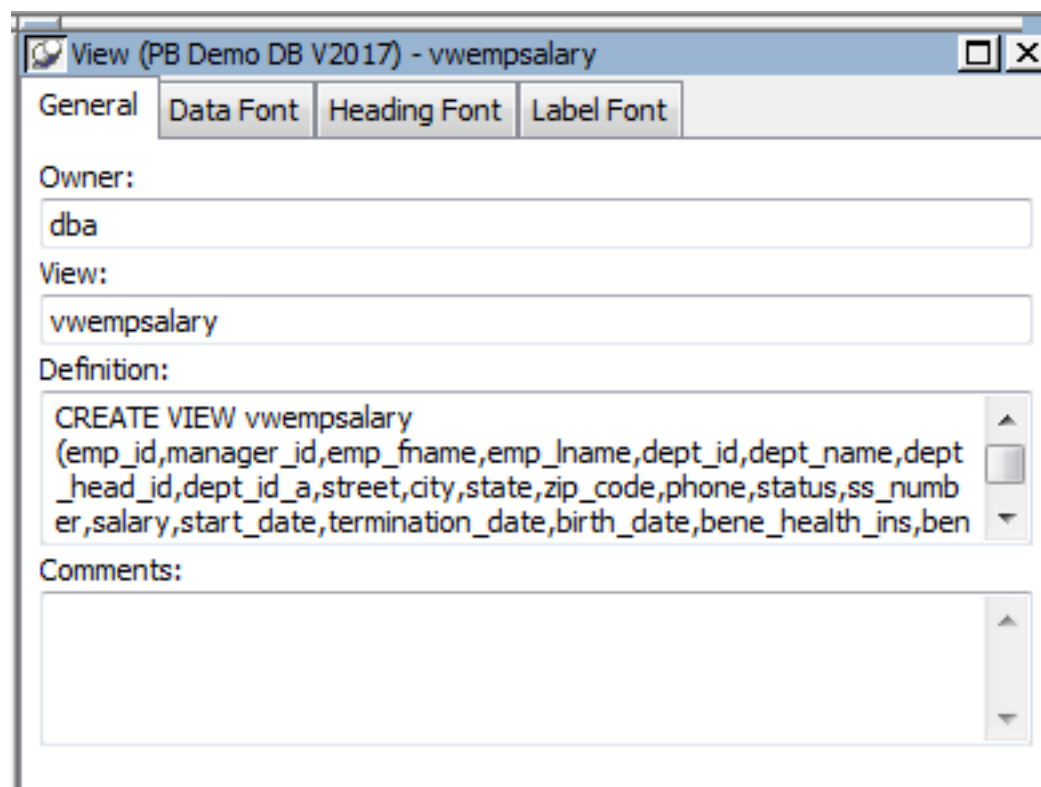 View (PB Demo DB V2017) - vwempsalary
General Data Font Heading Font Label Font
Owner:
dba
View:
vwempsalary
Definition:
CREATE VIEW vwempsalary
(emp_id,manager_id,emp_fname,emp_lname,dept_id,dept_name,dept
_head_id,dept_id_a,street,city,state,zip_code,phone,status,ss_numb
er,salary,start_date,termination_date,birth_date,bene_health_ins,ben
Comments: